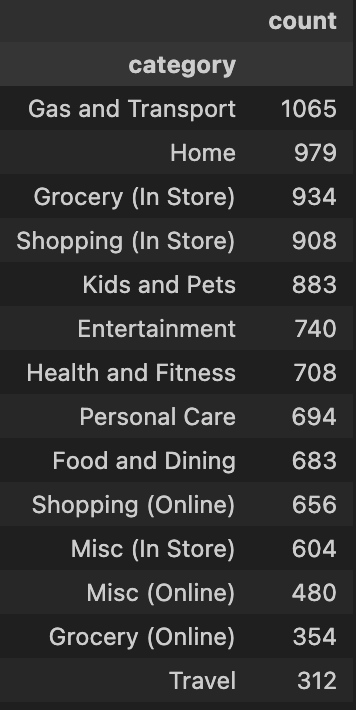 count
category
Gas and Transport 1065
Home 979
Grocery (In Store) 934
Shopping (In Store) 908
Kids and Pets 883
Entertainment 740
Health and Fitness 708
Personal Care 694
Food and Dining 683
Shopping (Online) 656
Misc (In Store) 604
Misc (Online) 480
Grocery (Online) 354
Travel 312